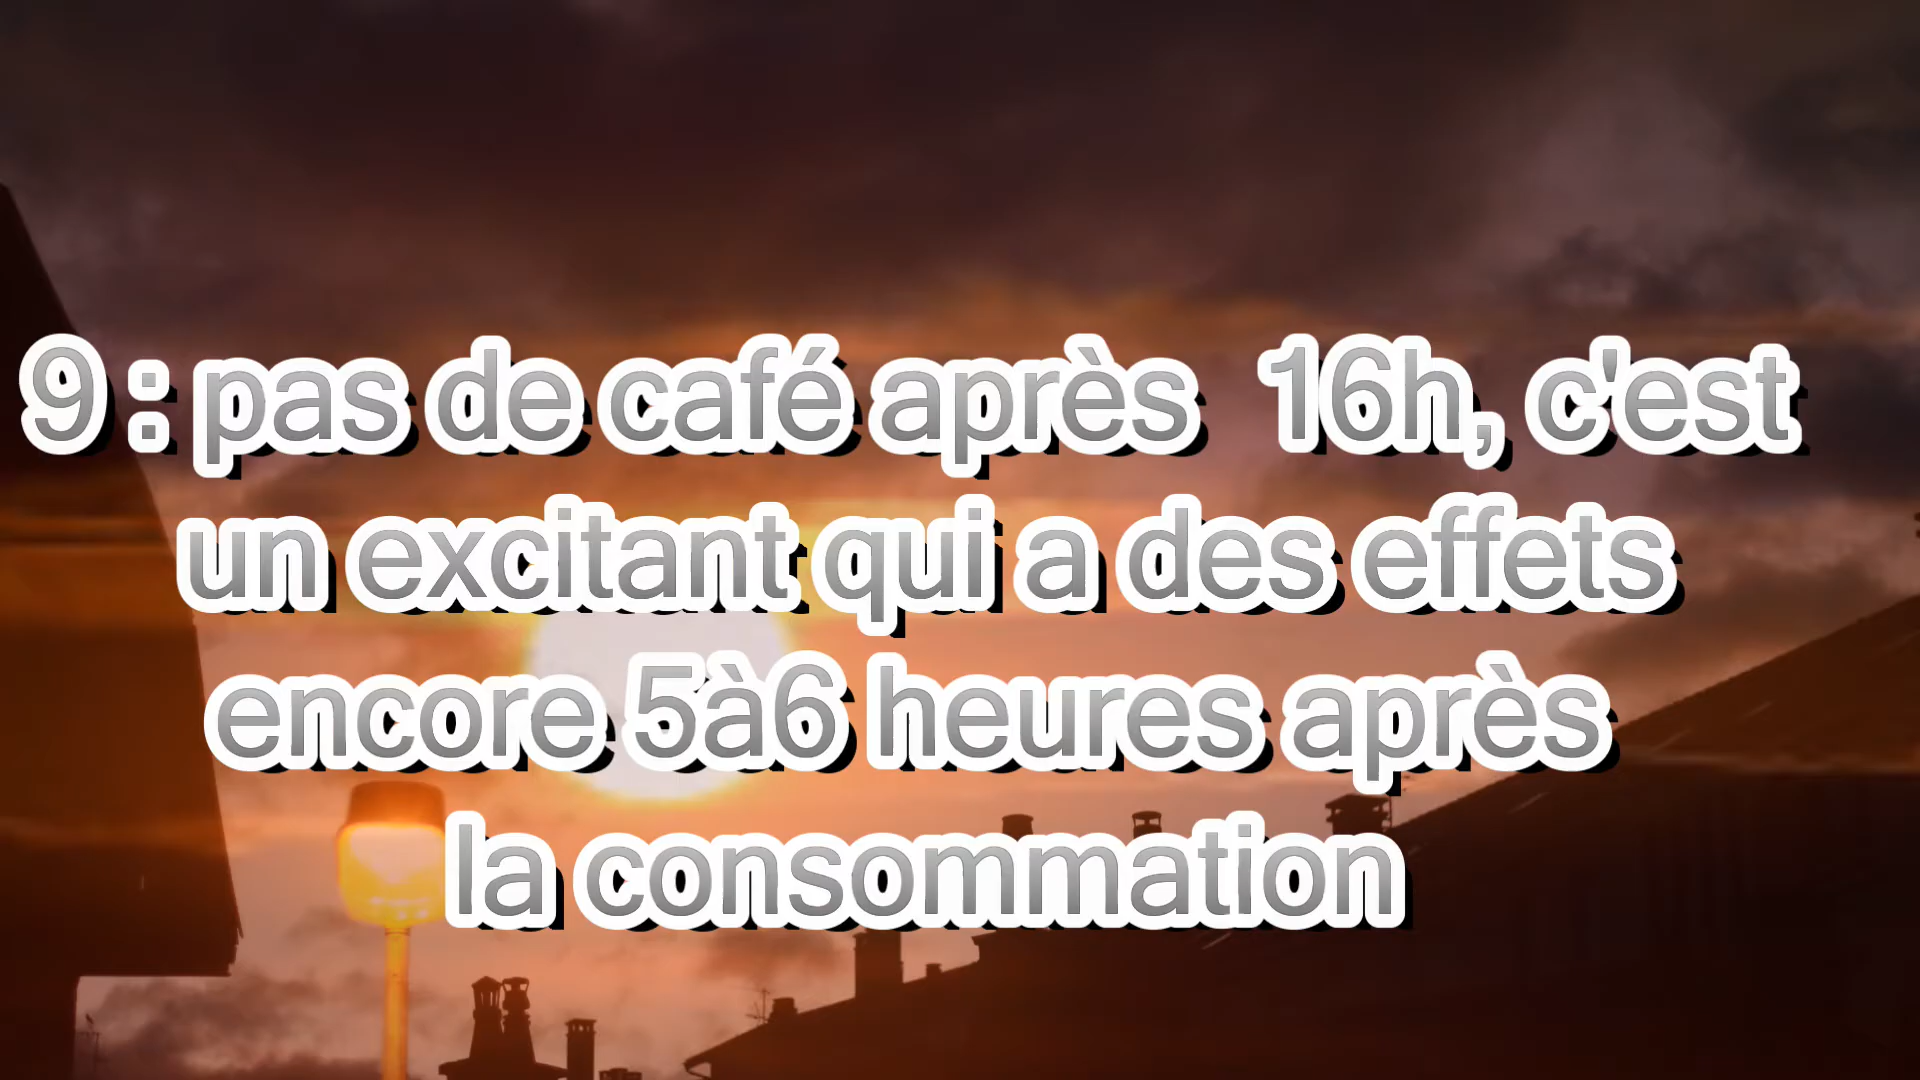 9 : pas de café après  16h, c'est
un excitant qui a des effets
encore 5à6 heures après
la consommation